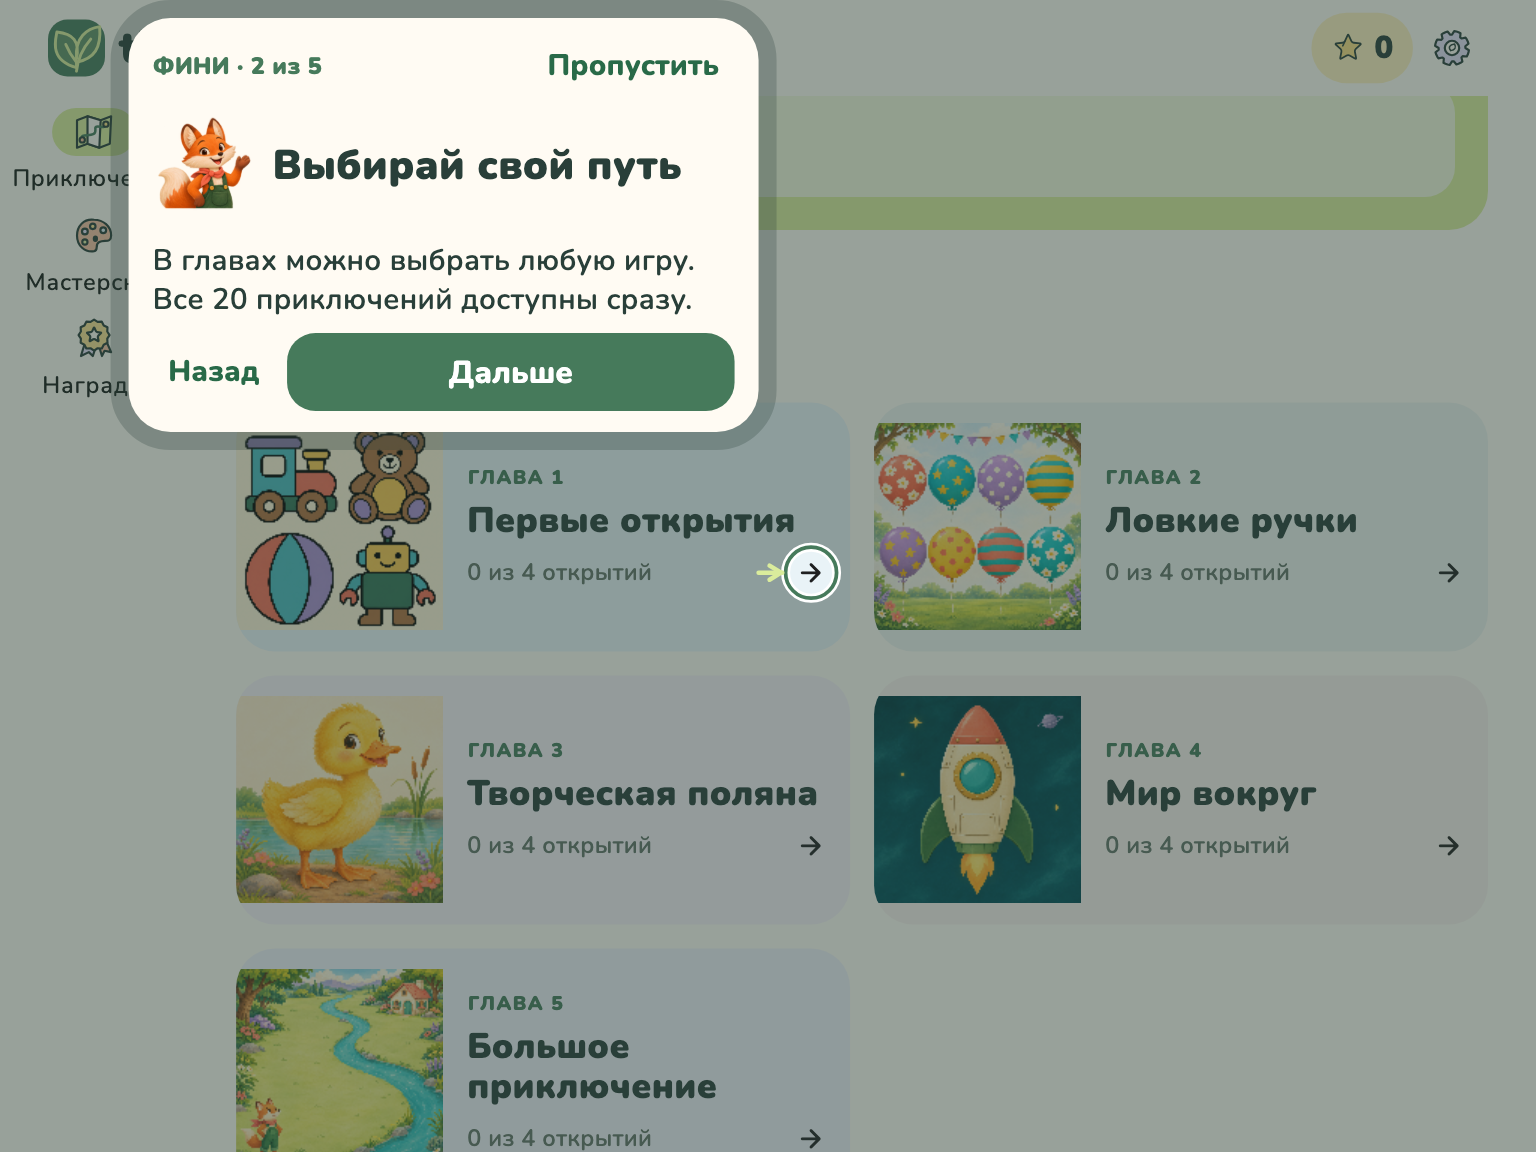 ФИНИ · 2 из 5
Пропустить
0
Выбирай свой путь
В главах можно выбрать любую игру.
Все 20 приключений доступны сразу.
Назад
Дальше
ГЛАВА 1
Первые открытия
0 из 4 открытий
ГЛАВА 2
Ловкие ручки
0 из 4 открытий
ГЛАВА 3
Творческая поляна
0 из 4 открытий
ГЛАВА 4
Мир вокруг
0 из 4 открытий
ГЛАВА 5
Большое
приключение
0 из 4 открытий